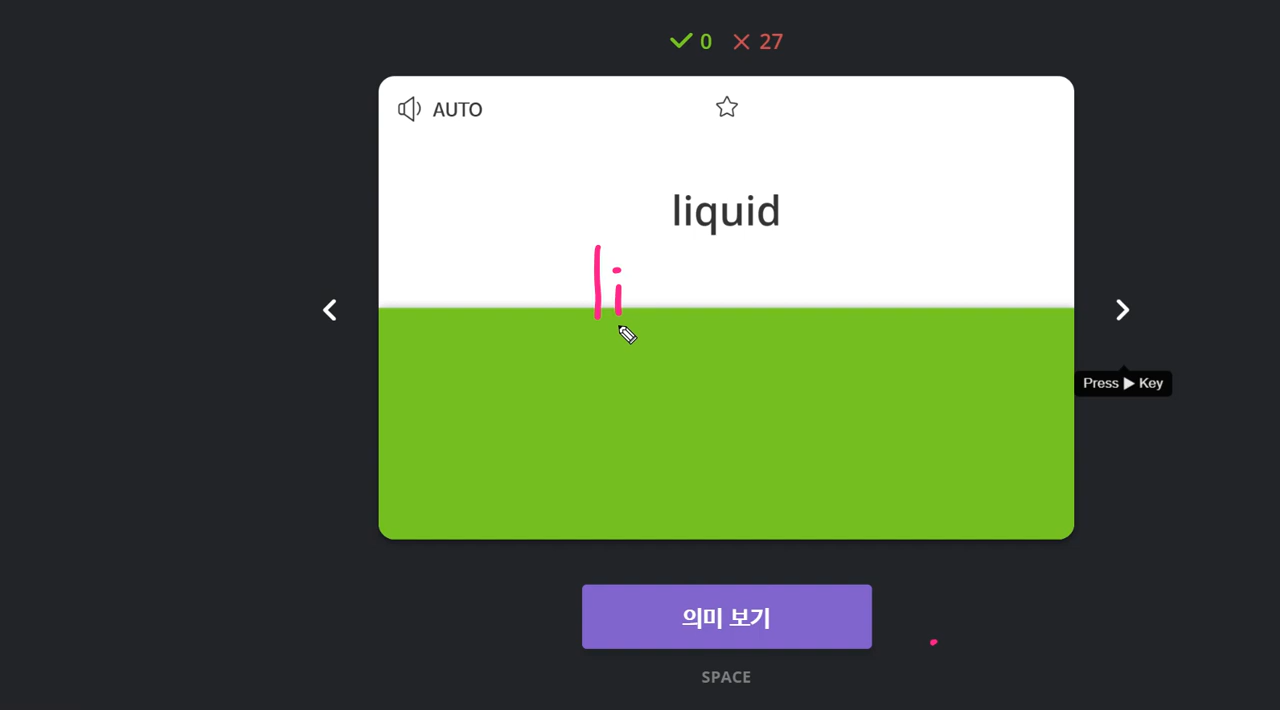 0 27
AUTO
liquid
li
Press ▶ Key
의미 보기
SPACE